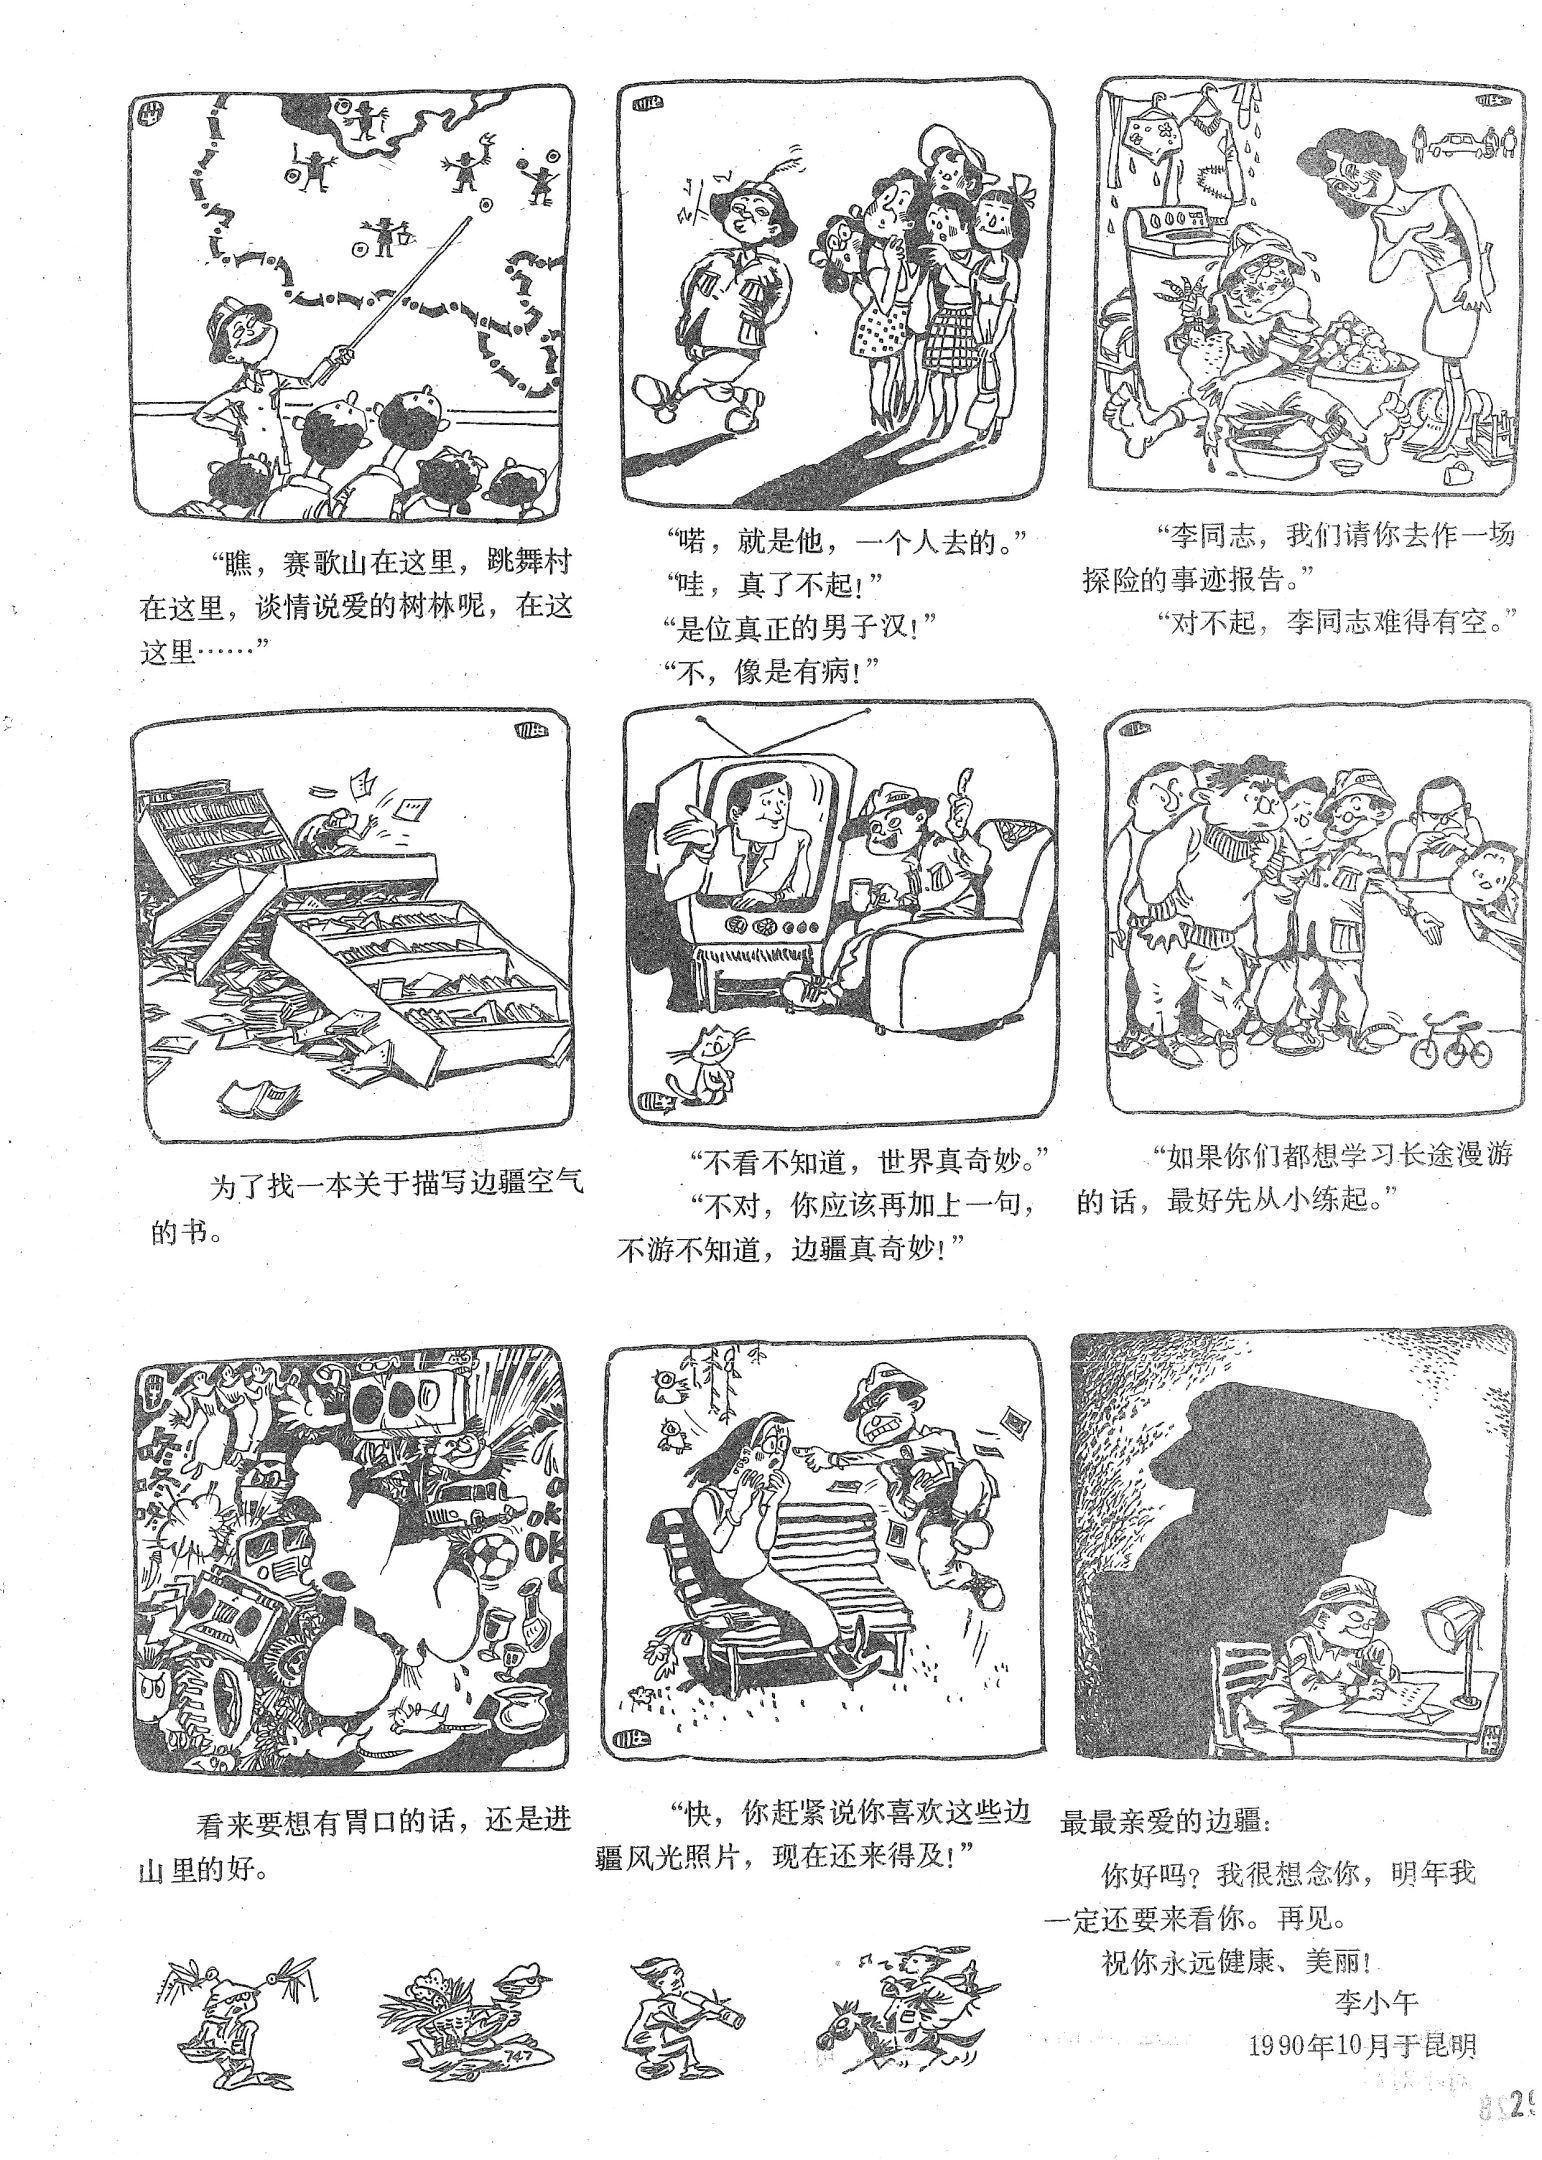 “瞧，赛歌山在这里，跳舞村
在这里，谈情说爱的树林呢，在这
这里……”
“喏，就是他，一个人去的。”
“哇，真了不起！”
“是位真正的男子汉！”
“不，像是有病！”
“李同志，我们请你去作一场
探险的事迹报告。”
“对不起，李同志难得有空。”
为了找一本关于描写边疆空气
的书。
“不看不知道，世界真奇妙。”
“不对，你应该再加上一句，
不游不知道，边疆真奇妙！”
“如果你们都想学习长途漫游
的话，最好先从小练起。”
咚
咚
咚
OK
OK
看来要想有胃口的话，还是进
山里的好。
“快，你赶紧说你喜欢这些边
疆风光照片，现在还来得及！”
最最亲爱的边疆：
你好吗？我很想念你，明年我
一定还要来看你。再见。
祝你永远健康、美丽！
李小午
1990年10月于昆明
747